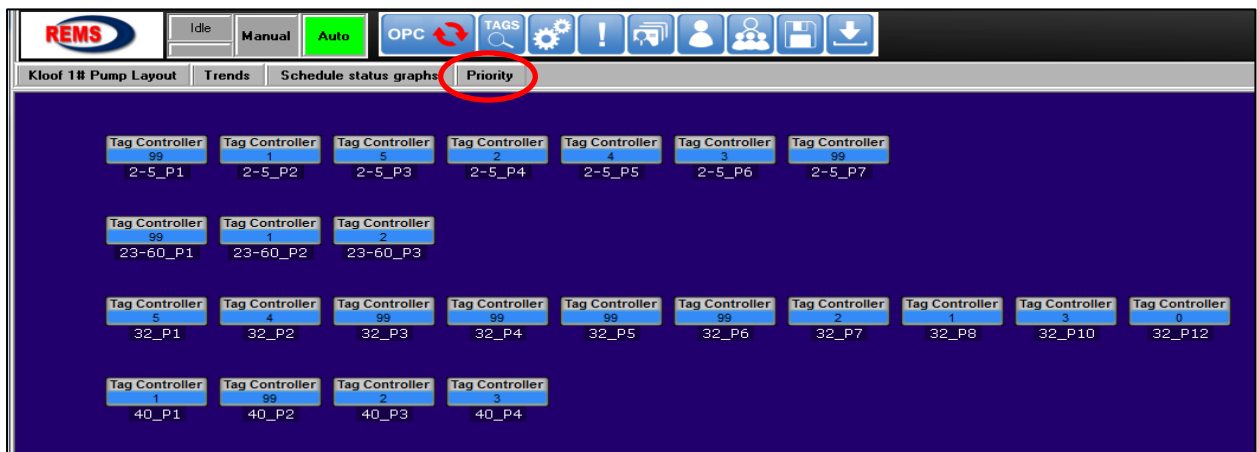 REMS Idle Manual Auto OPC TAGS !
Kloof 1# Pump Layout Trends Schedule status graphs Priority
Tag Controller Tag Controller Tag Controller Tag Controller Tag Controller Tag Controller Tag Controller
99 1 5 2 4 3 99
2-5_P1 2-5_P2 2-5_P3 2-5_P4 2-5_P5 2-5_P6 2-5_P7
Tag Controller Tag Controller Tag Controller
99 1 2
23-60_P1 23-60_P2 23-60_P3
Tag Controller Tag Controller Tag Controller Tag Controller Tag Controller Tag Controller Tag Controller Tag Controller Tag Controller Tag Controller
5 4 99 99 99 99 2 1 3 0
32_P1 32_P2 32_P3 32_P4 32_P5 32_P6 32_P7 32_P8 32_P10 32_P12
Tag Controller Tag Controller Tag Controller Tag Controller
1 99 2 3
40_P1 40_P2 40_P3 40_P4